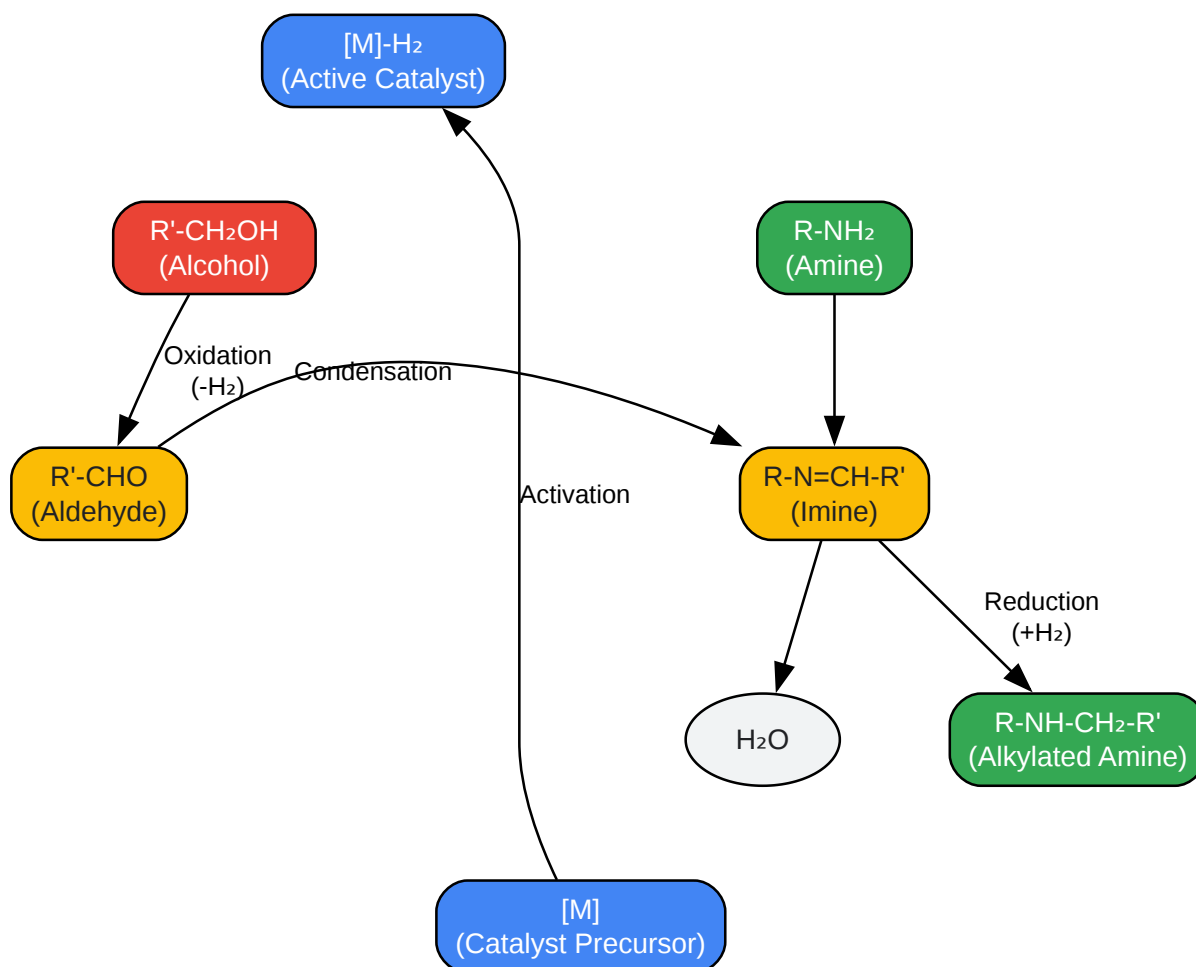 [M]-H₂
(Active Catalyst)
R'-CH₂OH
(Alcohol)
R-NH₂
(Amine)
Oxidation
(-H₂)
Condensation
R'-CHO
(Aldehyde)
Activation
R-N=CH-R'
(Imine)
Reduction
(+H₂)
H₂O
R-NH-CH₂-R'
(Alkylated Amine)
[M]
(Catalyst Precursor)